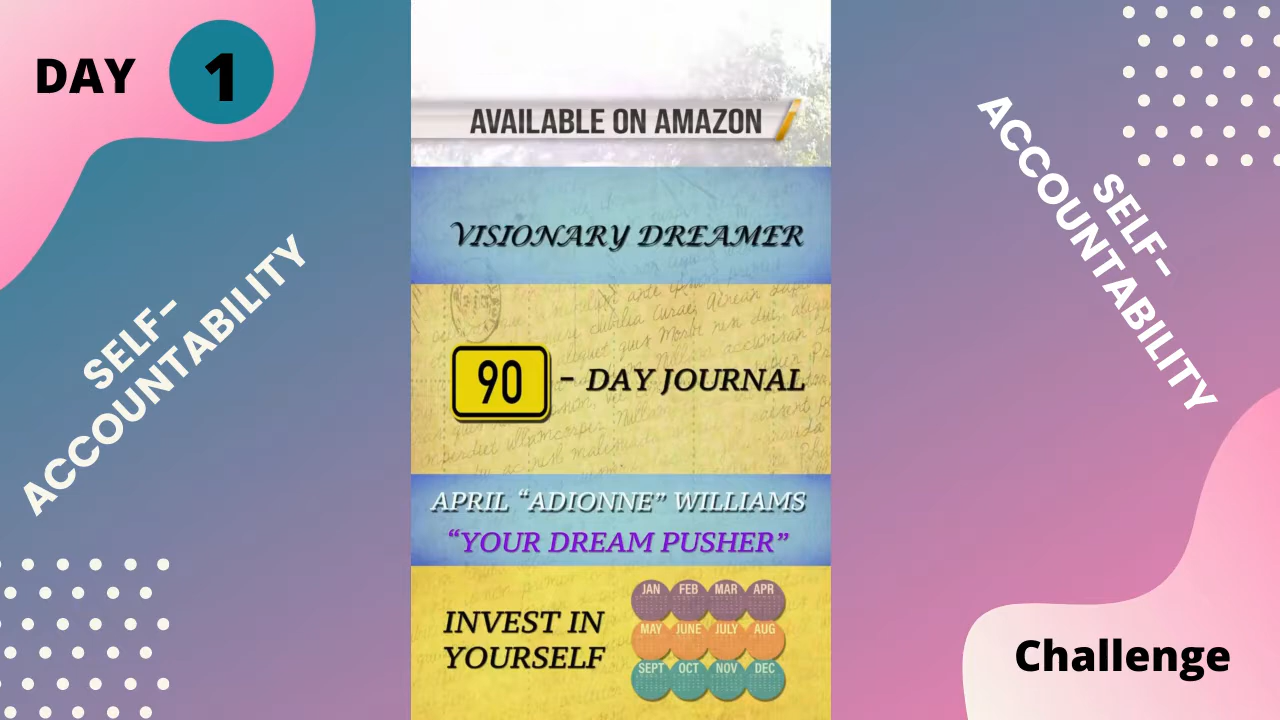 DAY 1
SELF-
ACCOUNTABILITY
AVAILABLE ON AMAZON
VISIONARY DREAMER
90 - DAY JOURNAL
APRIL “ADIONNE” WILLIAMS
“YOUR DREAM PUSHER”
INVEST IN
YOURSELF
JAN FEB MAR APR
MAY JUNE JULY AUG
SEPT OCT NOV DEC
SELF-
ACCOUNTABILITY
Challenge